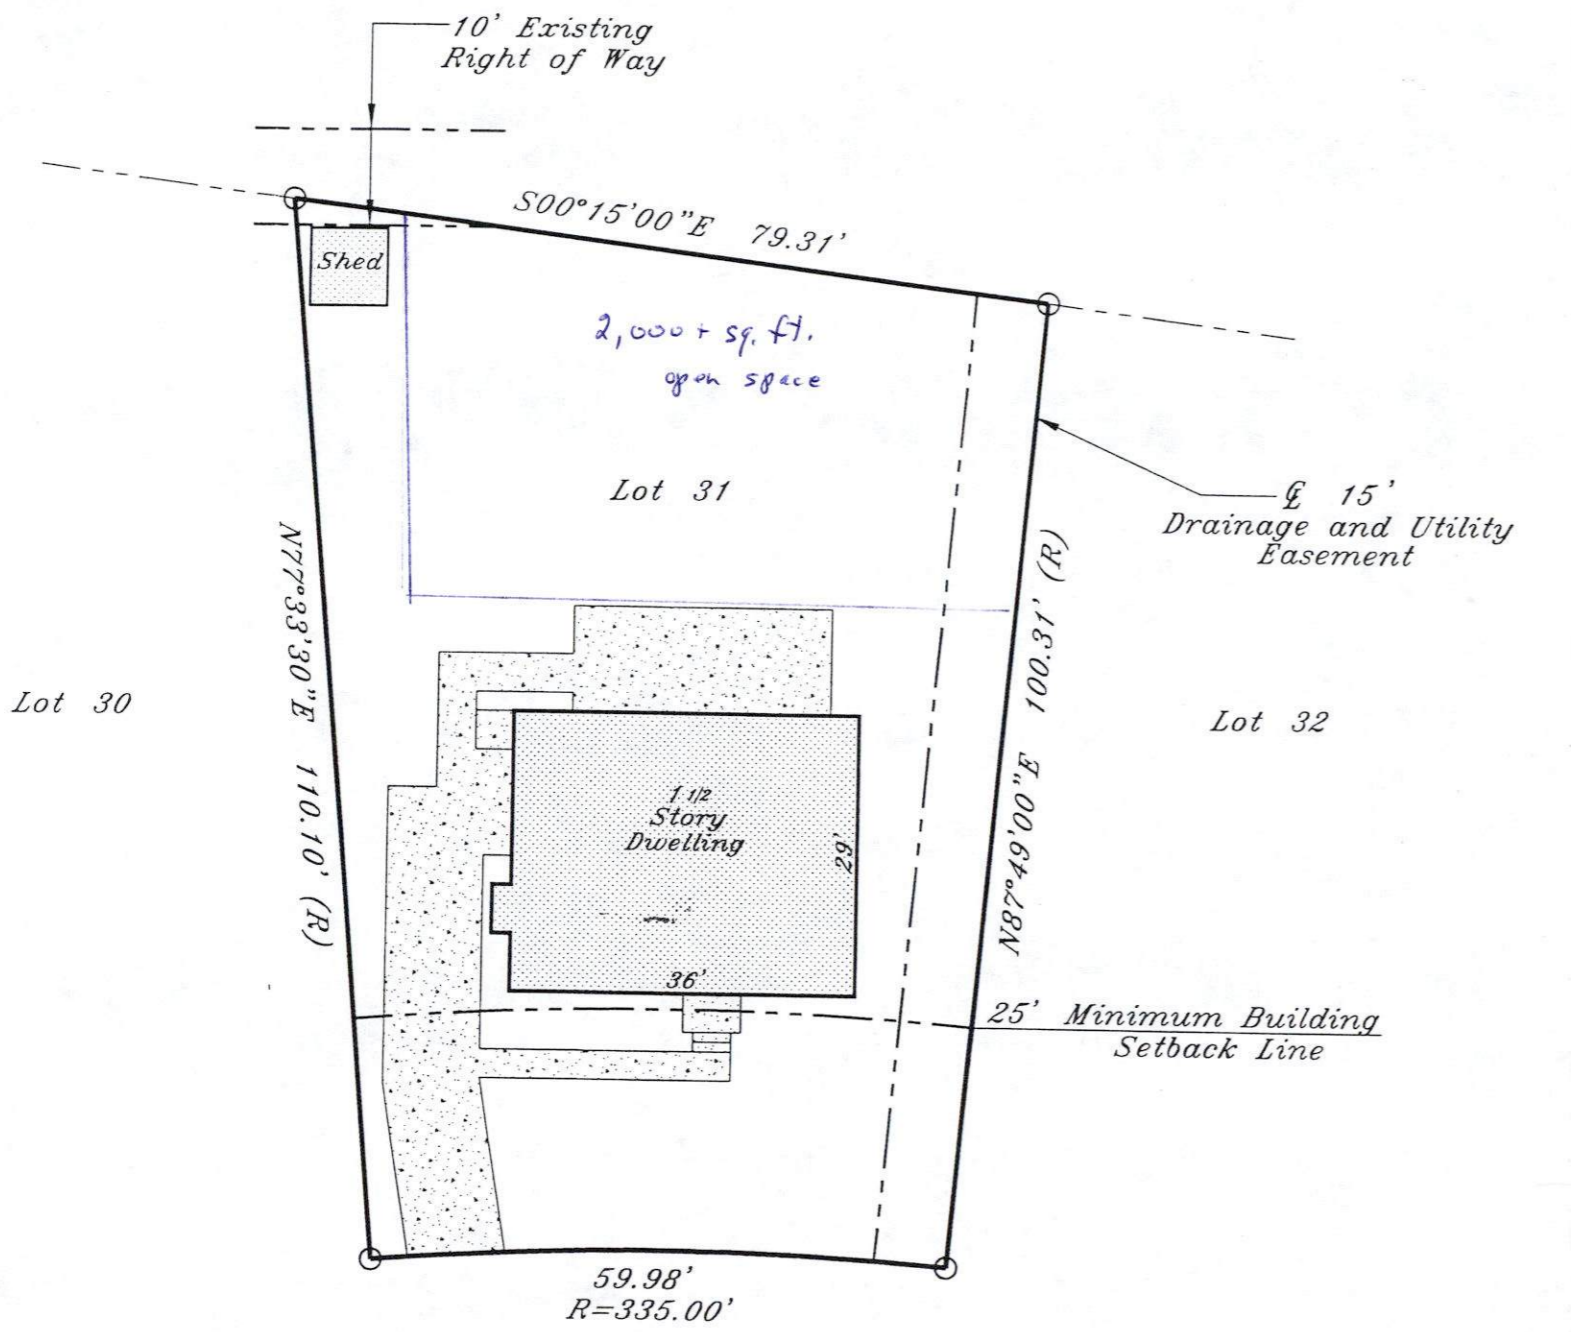 10' Existing
Right of Way
S00°15'00"E 79.31'
Shed
2,000 + sq. ft.
open space
Lot 31
℄ 15'
Drainage and Utility
Easement
N77°33'30"E 110.10' (R)
N87°49'00"E 100.31' (R)
Lot 30
Lot 32
1 1/2
Story
Dwelling
29'
36'
25' Minimum Building
Setback Line
59.98'
R=335.00'